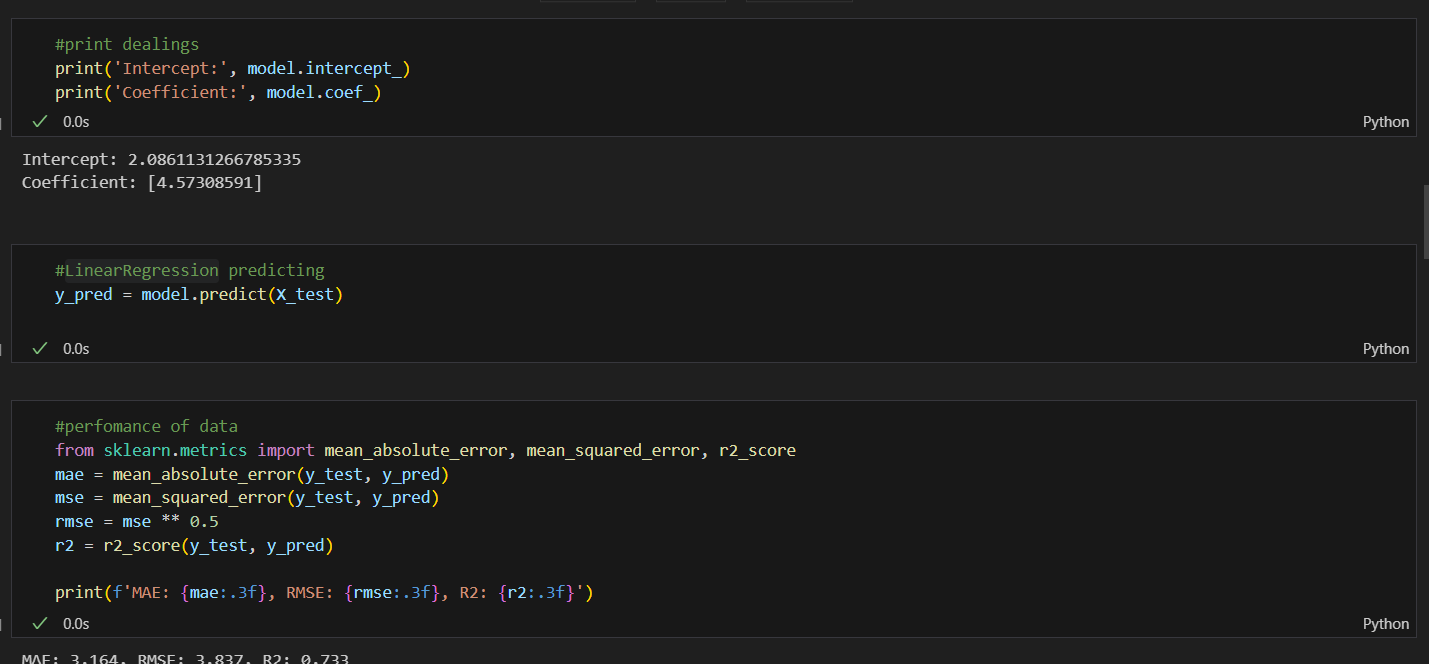 #print dealings
print('Intercept:', model.intercept_)
print('Coefficient:', model.coef_)
0.0s
Python
Intercept: 2.0861131266785335
Coefficient: [4.57308591]
#LinearRegression predicting
y_pred = model.predict(X_test)
0.0s
Python
#perfomance of data
from sklearn.metrics import mean_absolute_error, mean_squared_error, r2_score
mae = mean_absolute_error(y_test, y_pred)
mse = mean_squared_error(y_test, y_pred)
rmse = mse ** 0.5
r2 = r2_score(y_test, y_pred)
print(f'MAE: {mae:.3f}, RMSE: {rmse:.3f}, R2: {r2:.3f}')
0.0s
Python
MAE: 3.164, RMSE: 3.837, R2: 0.733